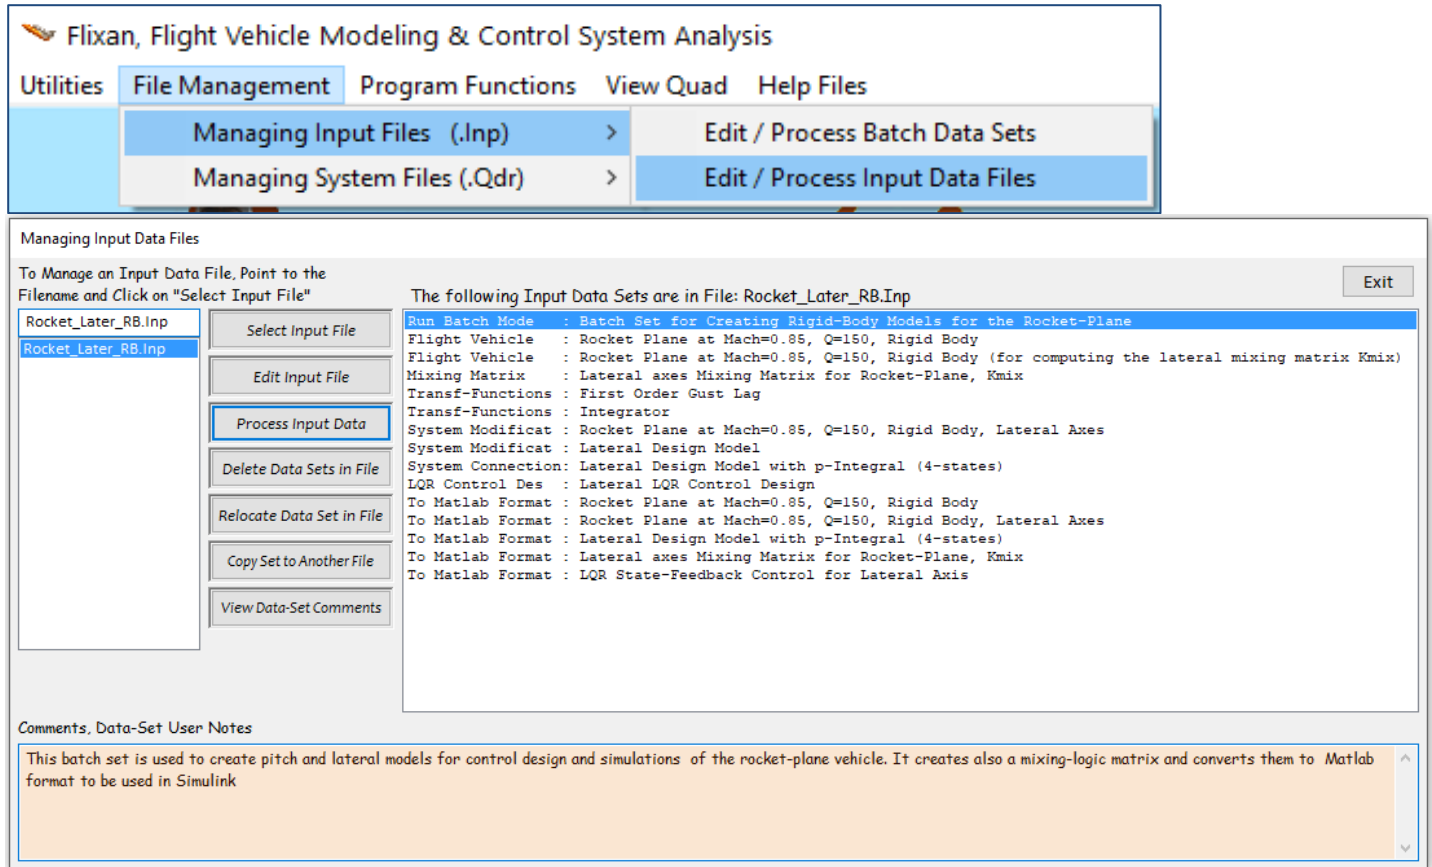 Flixan, Flight Vehicle Modeling & Control System Analysis
Utilities File Management Program Functions View Quad Help Files
Managing Input Files (.Inp) > Edit / Process Batch Data Sets
Managing System Files (.Qdr) > Edit / Process Input Data Files
Managing Input Data Files
To Manage an Input Data File, Point to the
Filename and Click on "Select Input File"
The following Input Data Sets are in File: Rocket_Later_RB.Inp
Exit
Rocket_Later_RB.Inp
Rocket_Later_RB.Inp
Select Input File
Edit Input File
Process Input Data
Delete Data Sets in File
Relocate Data Set in File
Copy Set to Another File
View Data-Set Comments
Run Batch Mode : Batch Set for Creating Rigid-Body Models for the Rocket-Plane
Flight Vehicle : Rocket Plane at Mach=0.85, Q=150, Rigid Body
Flight Vehicle : Rocket Plane at Mach=0.85, Q=150, Rigid Body (for computing the lateral mixing matrix Kmix)
Mixing Matrix : Lateral axes Mixing Matrix for Rocket-Plane, Kmix
Transf-Functions : First Order Gust Lag
Transf-Functions : Integrator
System Modificat : Rocket Plane at Mach=0.85, Q=150, Rigid Body, Lateral Axes
System Modificat : Lateral Design Model
System Connection: Lateral Design Model with p-Integral (4-states)
LQR Control Des : Lateral LQR Control Design
To Matlab Format : Rocket Plane at Mach=0.85, Q=150, Rigid Body
To Matlab Format : Rocket Plane at Mach=0.85, Q=150, Rigid Body, Lateral Axes
To Matlab Format : Lateral Design Model with p-Integral (4-states)
To Matlab Format : Lateral axes Mixing Matrix for Rocket-Plane, Kmix
To Matlab Format : LQR State-Feedback Control for Lateral Axis
Comments, Data-Set User Notes
This batch set is used to create pitch and lateral models for control design and simulations of the rocket-plane vehicle. It creates also a mixing-logic matrix and converts them to Matlab
format to be used in Simulink